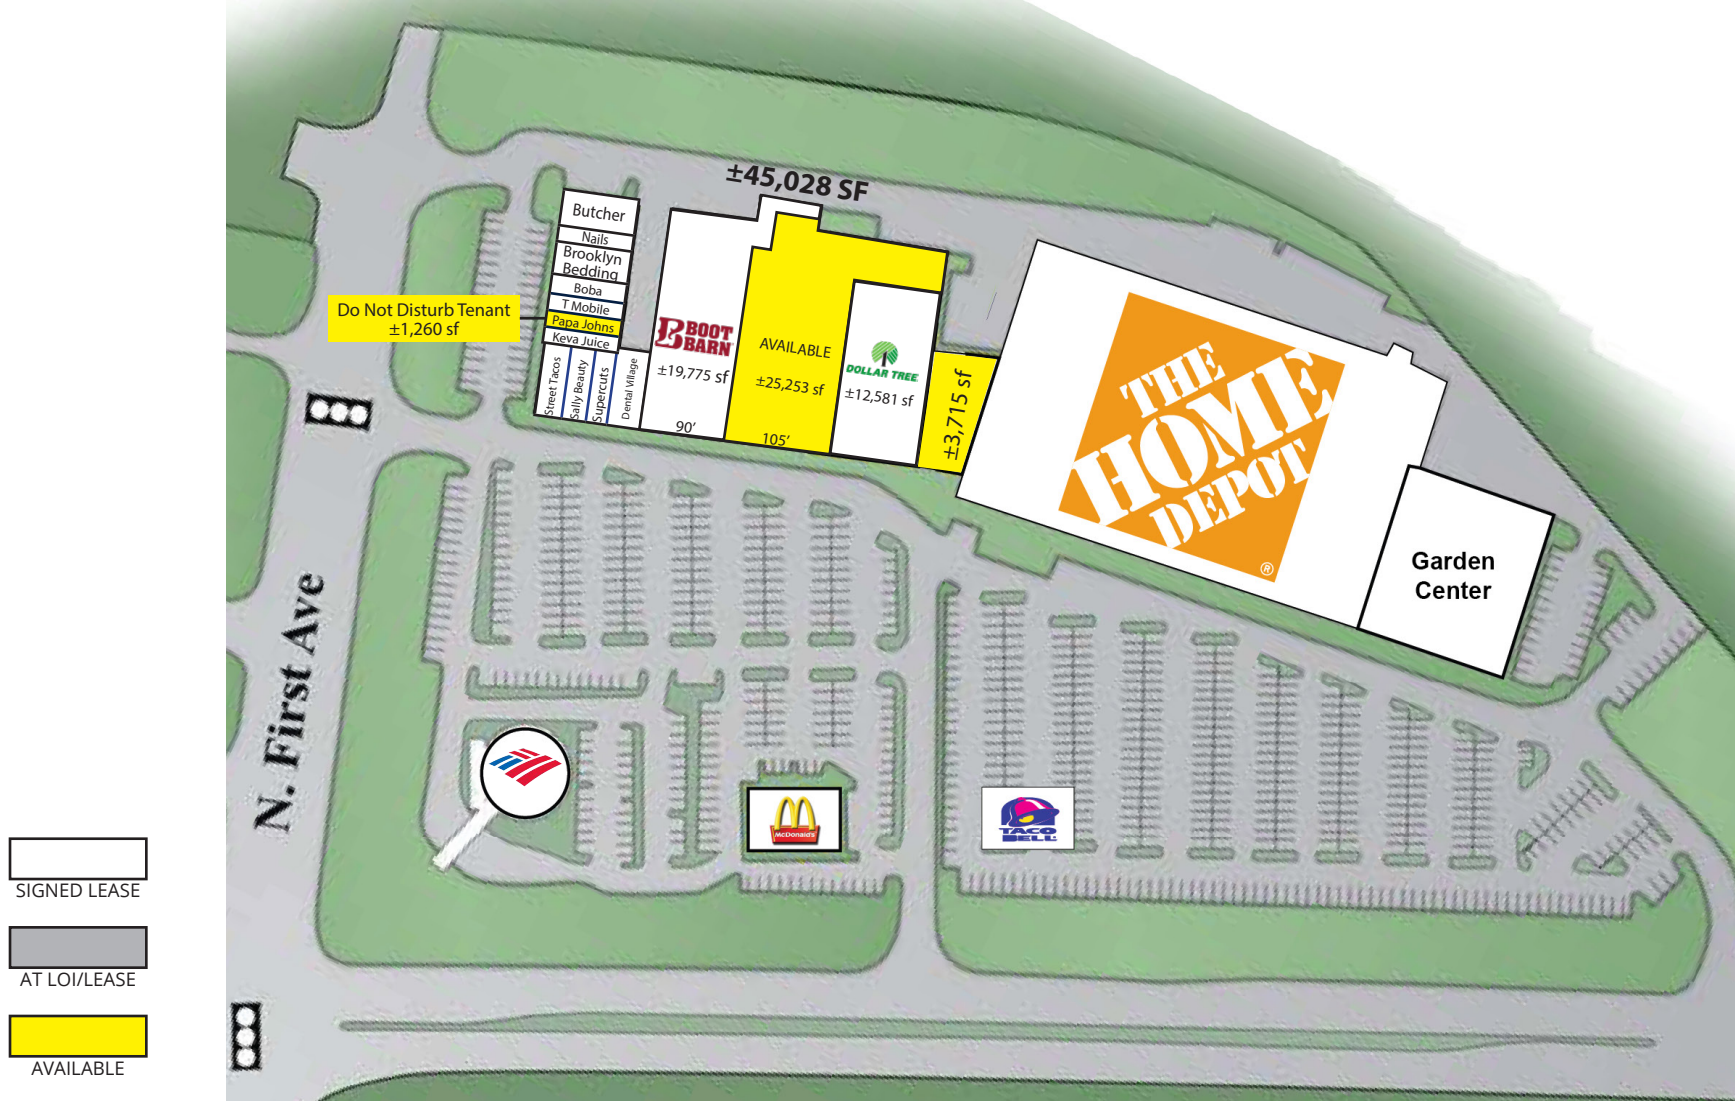 ±45,028 SF
Butcher
Nails
Brooklyn
Bedding
Boba
T Mobile
Papa Johns
Keva Juice
Do Not Disturb Tenant
±1,260 sf
Street Tacos
Sally Beauty
Supercuts
Dental Village
BOOT
BARN
±19,775 sf
90’
AVAILABLE
±25,253 sf
105’
DOLLAR TREE
±12,581 sf
±3,715 sf
THE
HOME
DEPOT
®
Garden
Center
N. First Ave
McDonald's
TACO
BELL
SIGNED LEASE
AT LOI/LEASE
AVAILABLE